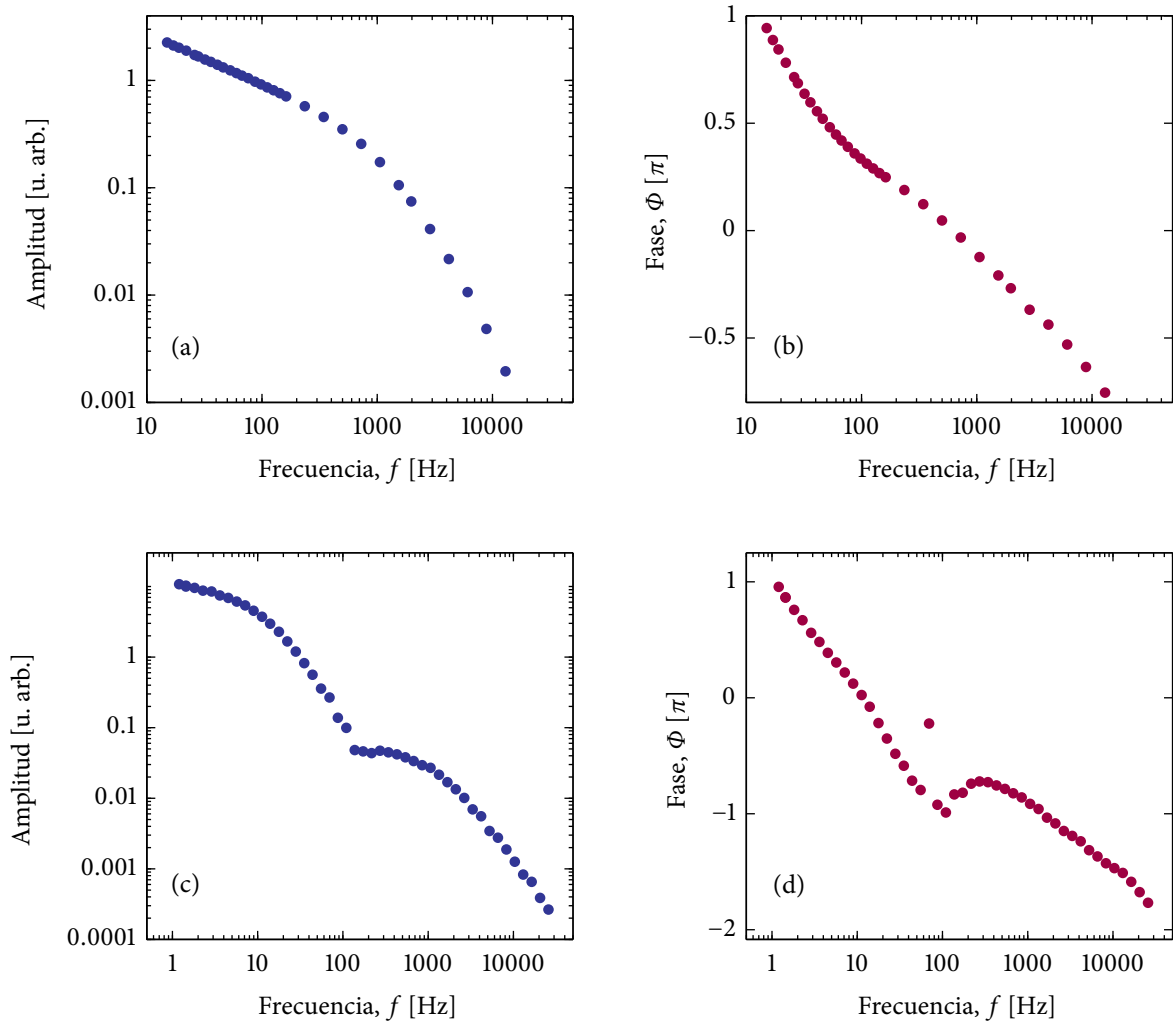 1
0.1
0.01
0.001
10
100
1000
10000
Amplitud [u. arb.]
Frecuencia, f [Hz]
(a)
1
0.5
0
−0.5
10
100
1000
10000
Fase, Φ [π]
Frecuencia, f [Hz]
(b)
1
0.1
0.01
0.001
0.0001
1
10
100
1000
10000
Amplitud [u. arb.]
Frecuencia, f [Hz]
(c)
1
0
−1
−2
1
10
100
1000
10000
Fase, Φ [π]
Frecuencia, f [Hz]
(d)